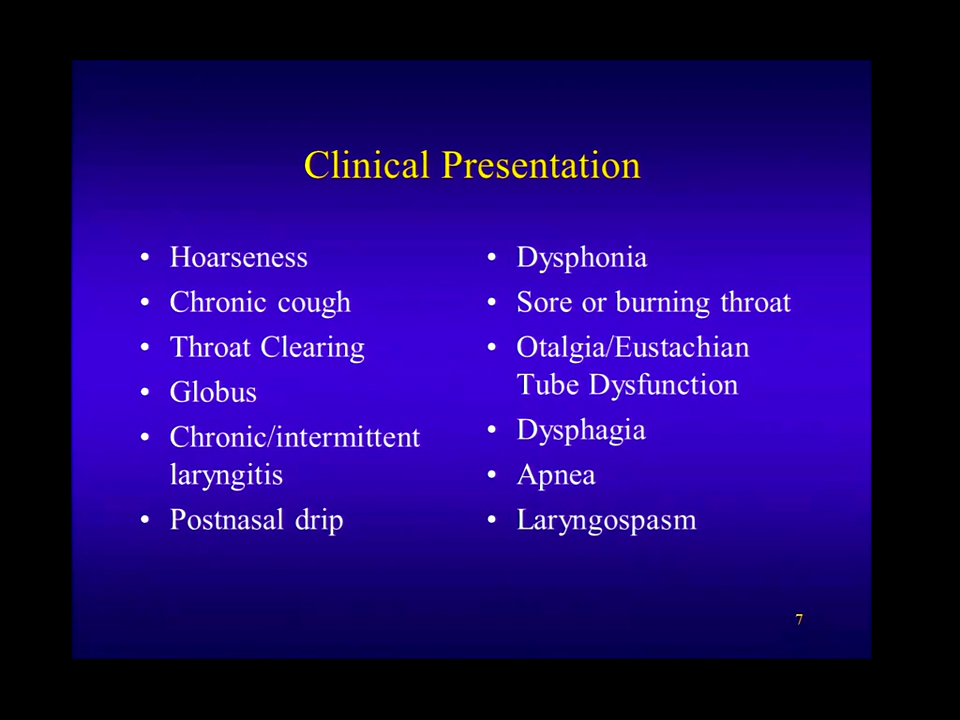 Clinical Presentation
• Hoarseness
• Chronic cough
• Throat Clearing
• Globus
• Chronic/intermittent
laryngitis
• Postnasal drip
• Dysphonia
• Sore or burning throat
• Otalgia/Eustachian
Tube Dysfunction
• Dysphagia
• Apnea
• Laryngospasm
7